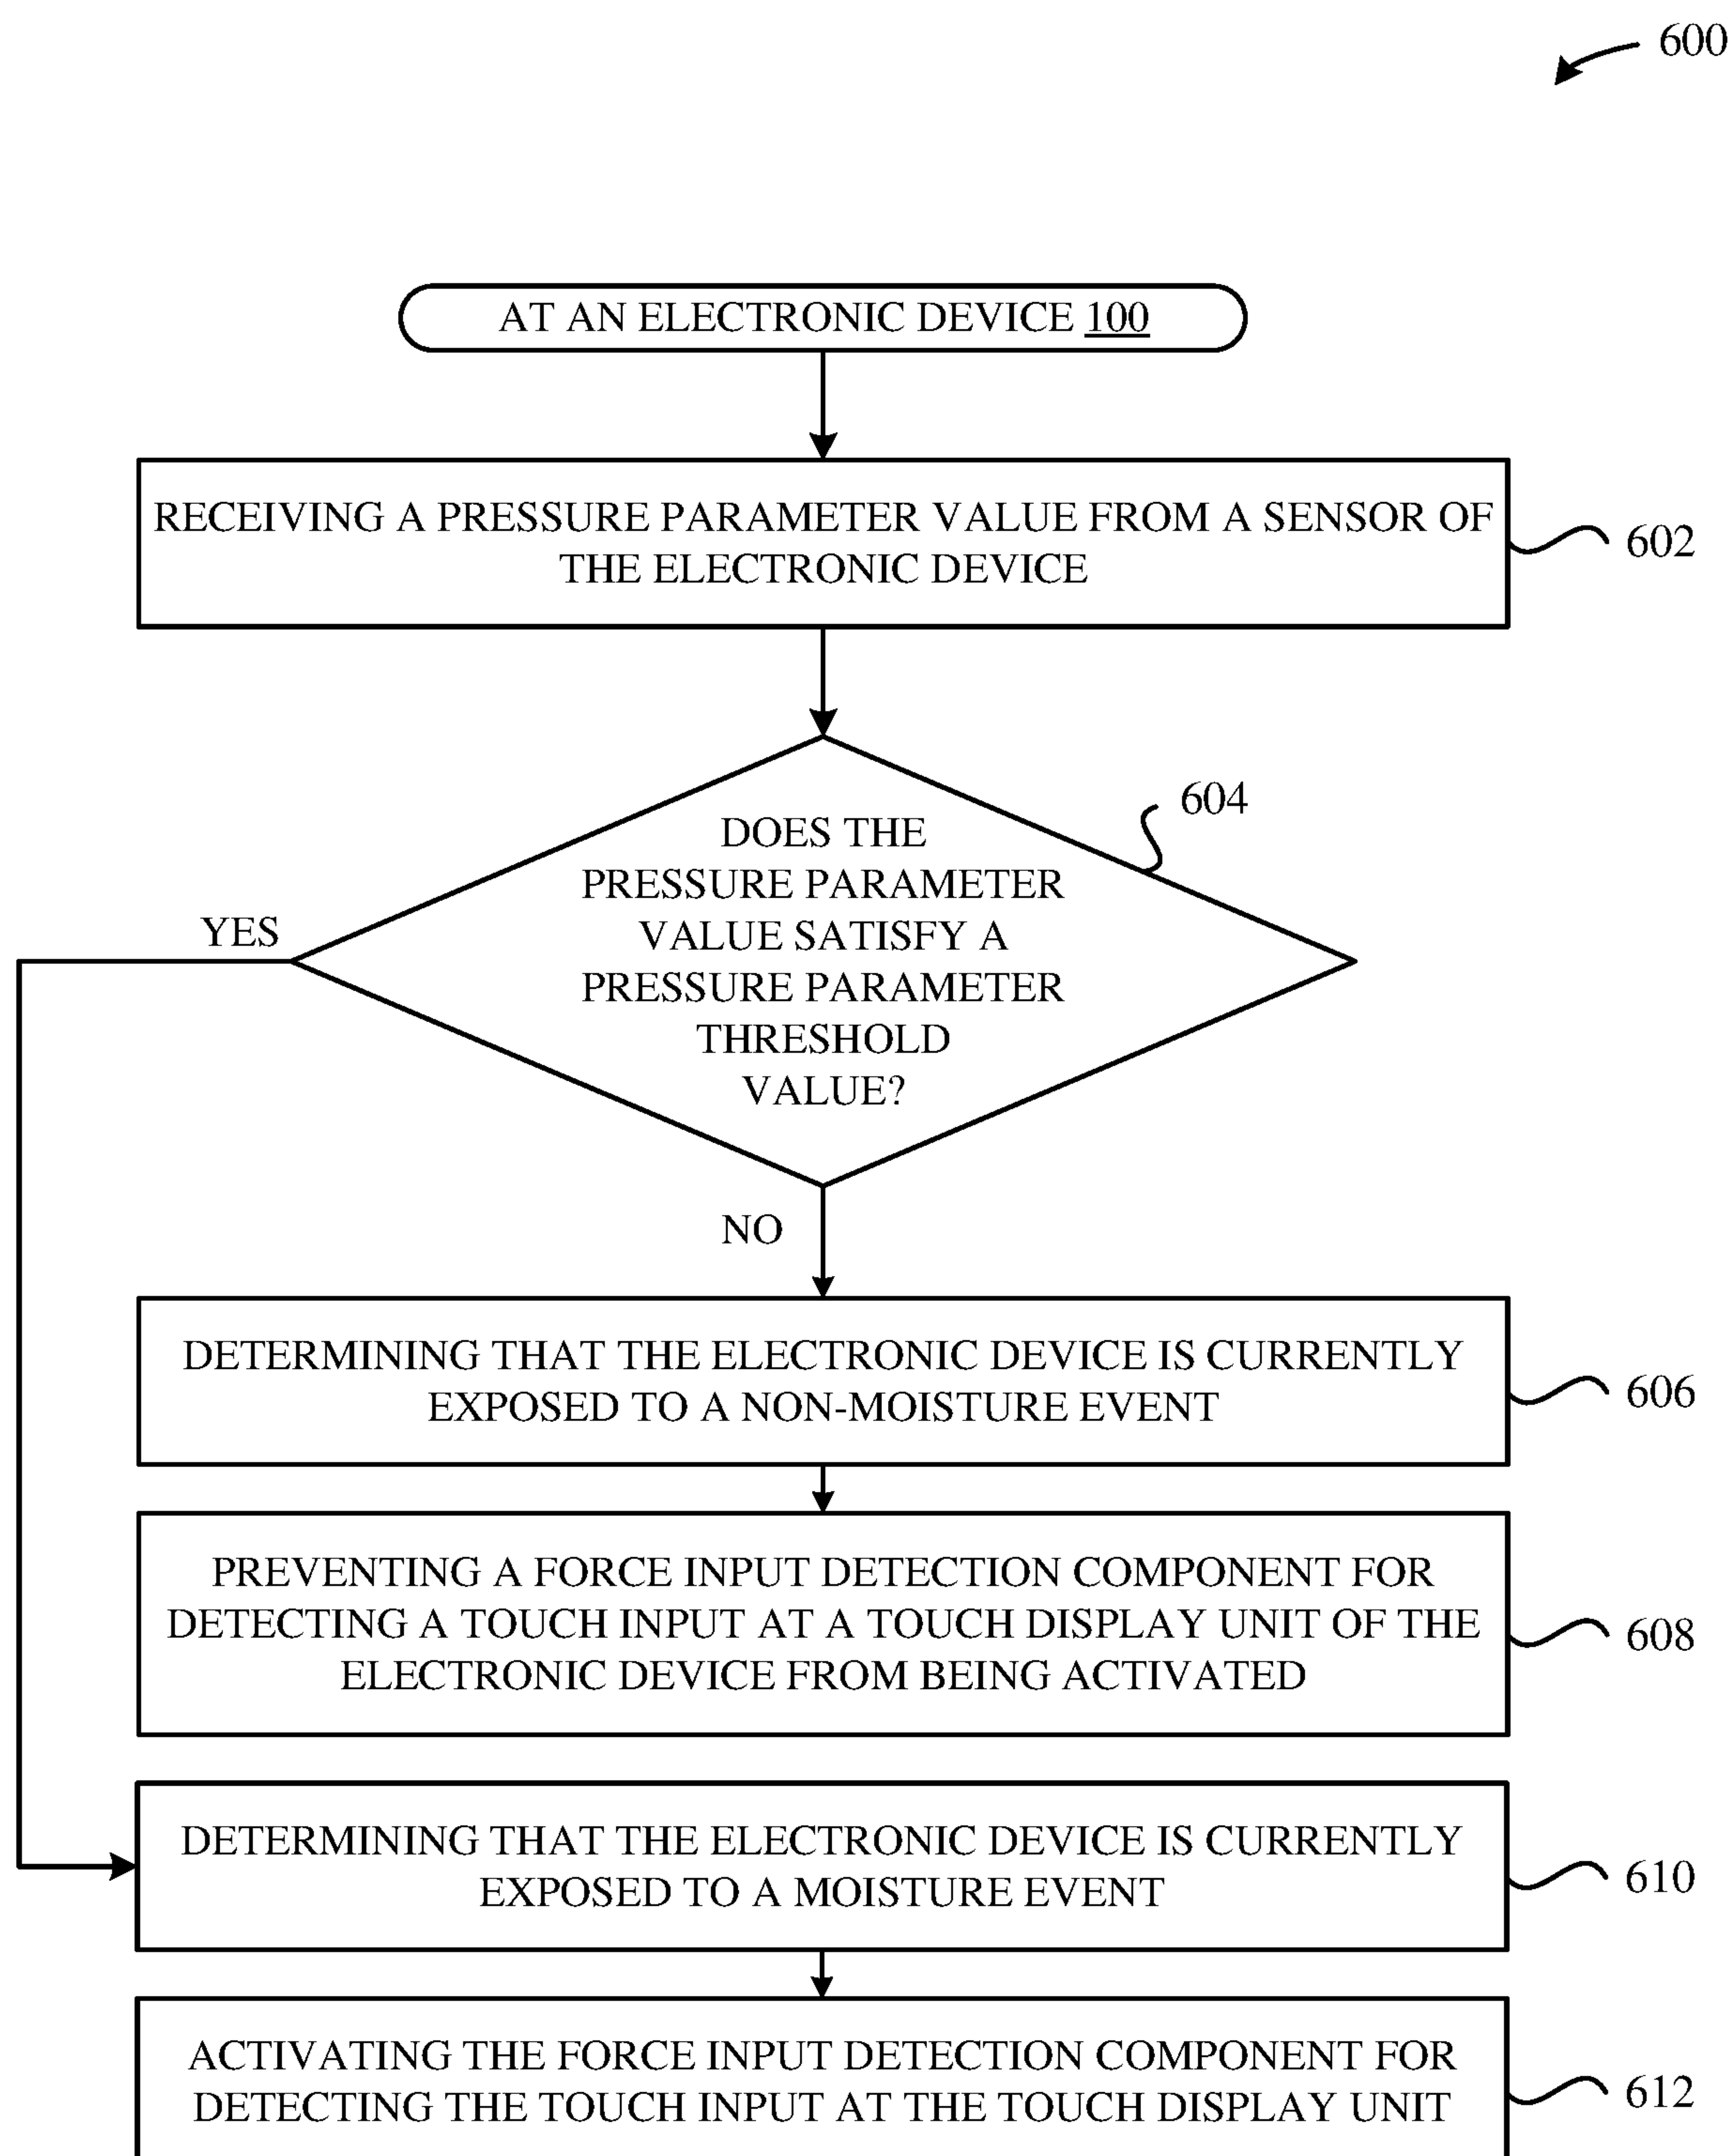 600
AT AN ELECTRONIC DEVICE 100
RECEIVING A PRESSURE PARAMETER VALUE FROM A SENSOR OF
THE ELECTRONIC DEVICE
602
604
DOES THE
PRESSURE PARAMETER
VALUE SATISFY A
PRESSURE PARAMETER
THRESHOLD
VALUE?
YES
NO
DETERMINING THAT THE ELECTRONIC DEVICE IS CURRENTLY
EXPOSED TO A NON-MOISTURE EVENT
606
PREVENTING A FORCE INPUT DETECTION COMPONENT FOR
DETECTING A TOUCH INPUT AT A TOUCH DISPLAY UNIT OF THE
ELECTRONIC DEVICE FROM BEING ACTIVATED
608
DETERMINING THAT THE ELECTRONIC DEVICE IS CURRENTLY
EXPOSED TO A MOISTURE EVENT
610
ACTIVATING THE FORCE INPUT DETECTION COMPONENT FOR
DETECTING THE TOUCH INPUT AT THE TOUCH DISPLAY UNIT
612